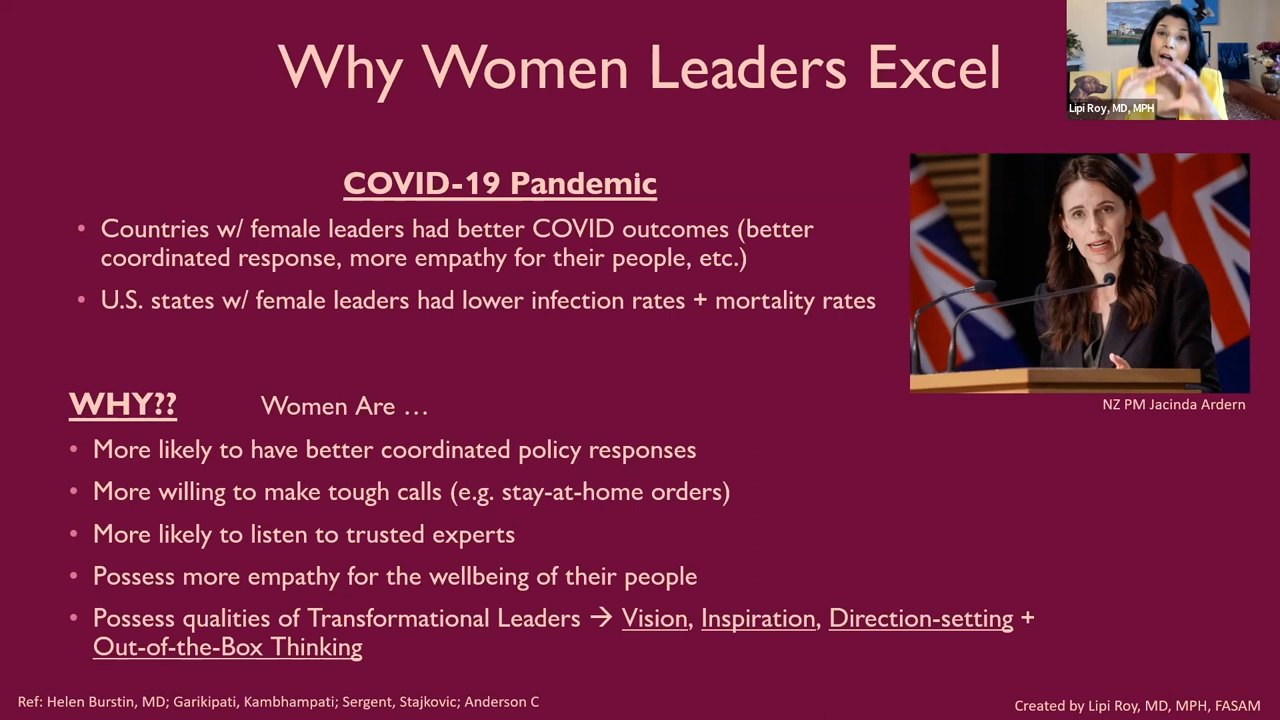 Why Women Leaders Excel
Lipi Roy, MD, MPH
COVID-19 Pandemic
• Countries w/ female leaders had better COVID outcomes (better
coordinated response, more empathy for their people, etc.)
• U.S. states w/ female leaders had lower infection rates + mortality rates
NZ PM Jacinda Ardern
WHY?? Women Are …
• More likely to have better coordinated policy responses
• More willing to make tough calls (e.g. stay-at-home orders)
• More likely to listen to trusted experts
• Possess more empathy for the wellbeing of their people
• Possess qualities of Transformational Leaders → Vision, Inspiration, Direction-setting +
Out-of-the-Box Thinking
Ref: Helen Burstin, MD; Garikipati, Kambhampati; Sergent, Stajkovic; Anderson C
Created by Lipi Roy, MD, MPH, FASAM